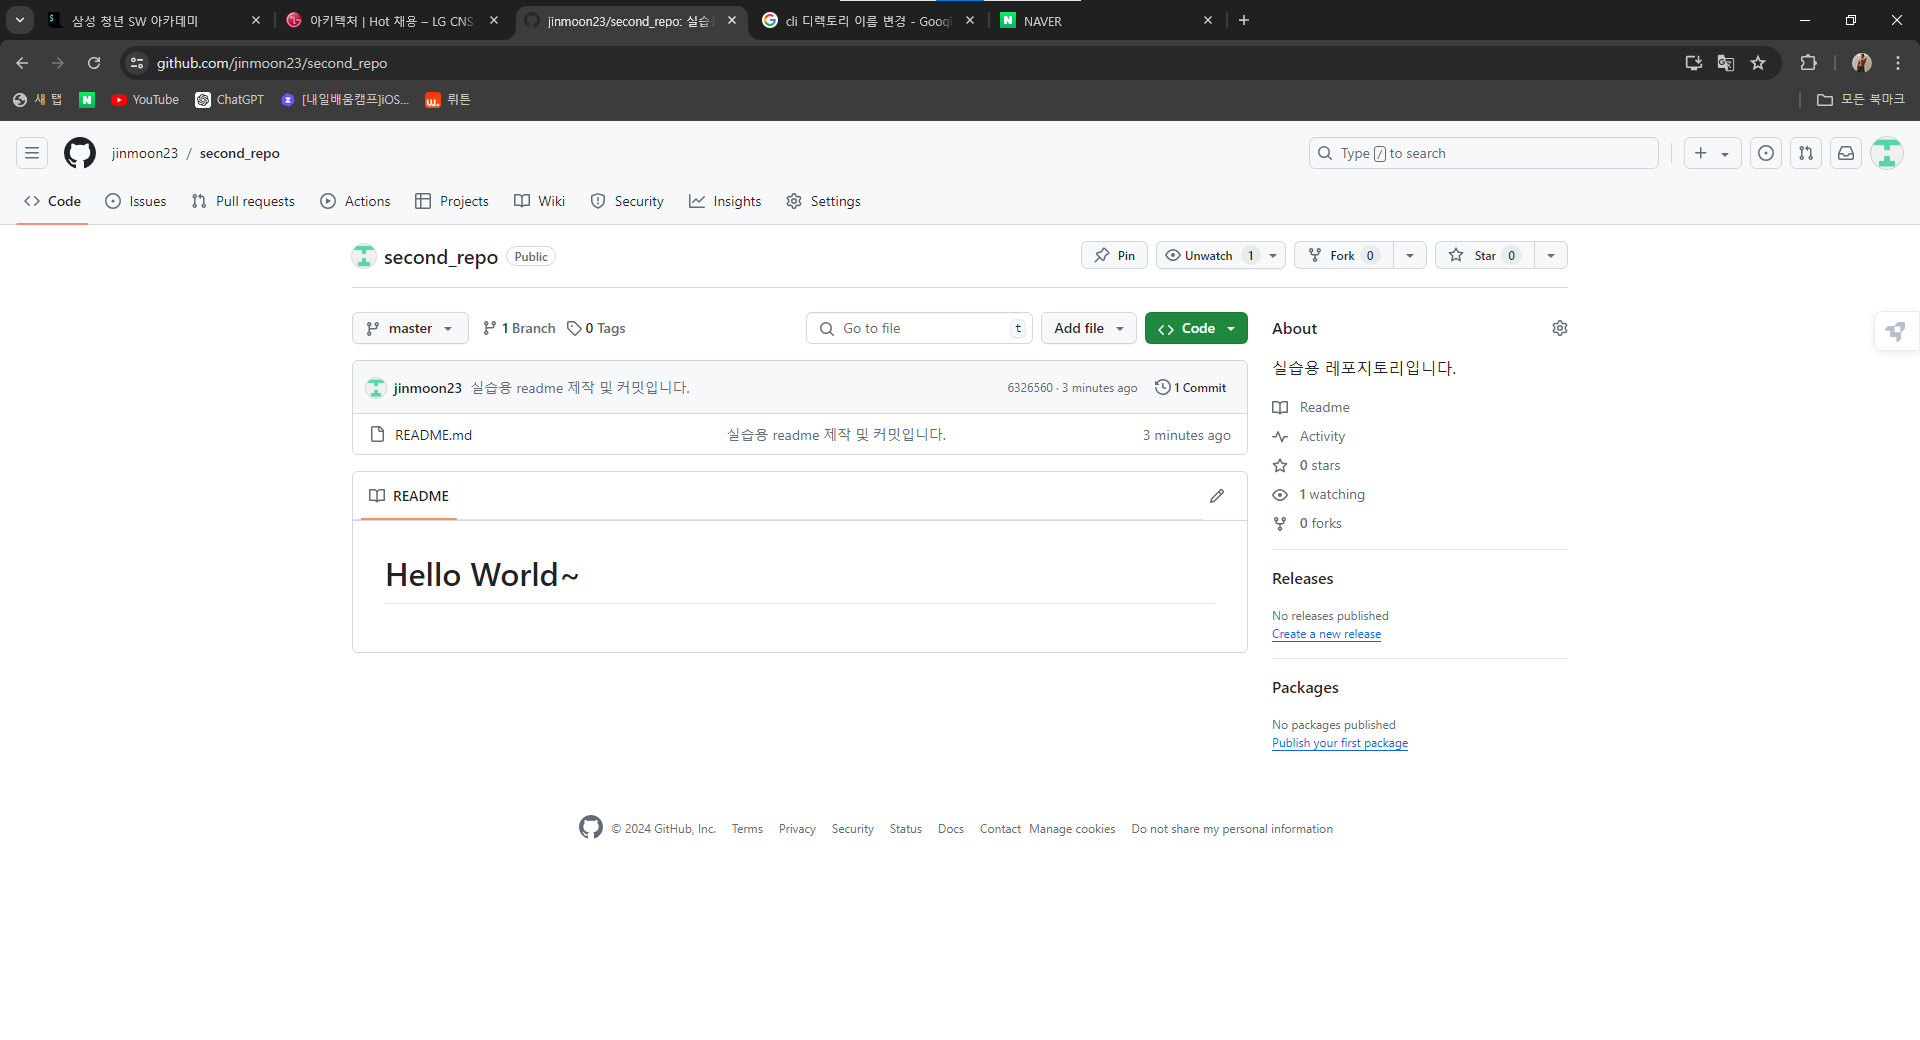 삼성 청년 SW 아카데미
아키텍처 | Hot 채용 – LG CNS
jinmoon23/second_repo: 실습
cli 디렉토리 이름 변경 - Goog
NAVER
github.com/jinmoon23/second_repo
새 탭
YouTube
ChatGPT
[내일배움캠프]iOS...
뤼튼
모든 북마크
jinmoon23 / second_repo
Type / to search
Code
Issues
Pull requests
Actions
Projects
Wiki
Security
Insights
Settings
second_repo Public
Pin
Unwatch 1
Fork 0
Star 0
master
1 Branch
0 Tags
Go to file t
Add file
Code
jinmoon23 실습용 readme 제작 및 커밋입니다.
6326560 · 3 minutes ago
1 Commit
README.md
실습용 readme 제작 및 커밋입니다.
3 minutes ago
README
Hello World~
About
실습용 레포지토리입니다.
Readme
Activity
0 stars
1 watching
0 forks
Releases
No releases published
Create a new release
Packages
No packages published
Publish your first package
© 2024 GitHub, Inc. Terms Privacy Security Status Docs Contact Manage cookies Do not share my personal information